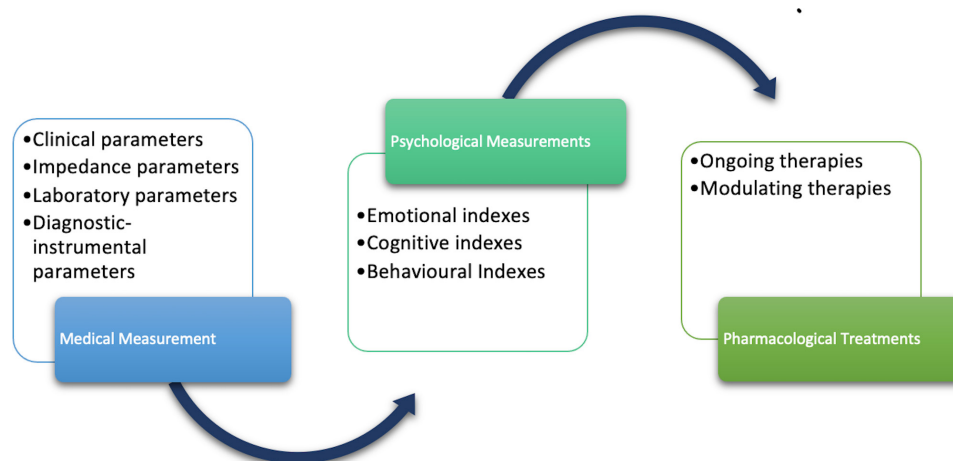 •Clinical parameters
•Impedance parameters
•Laboratory parameters
•Diagnostic-
instrumental
parameters
Medical Measurement
Psychological Measurements
•Emotional indexes
•Cognitive indexes
•Behavioural Indexes
•Ongoing therapies
•Modulating therapies
Pharmacological Treatments